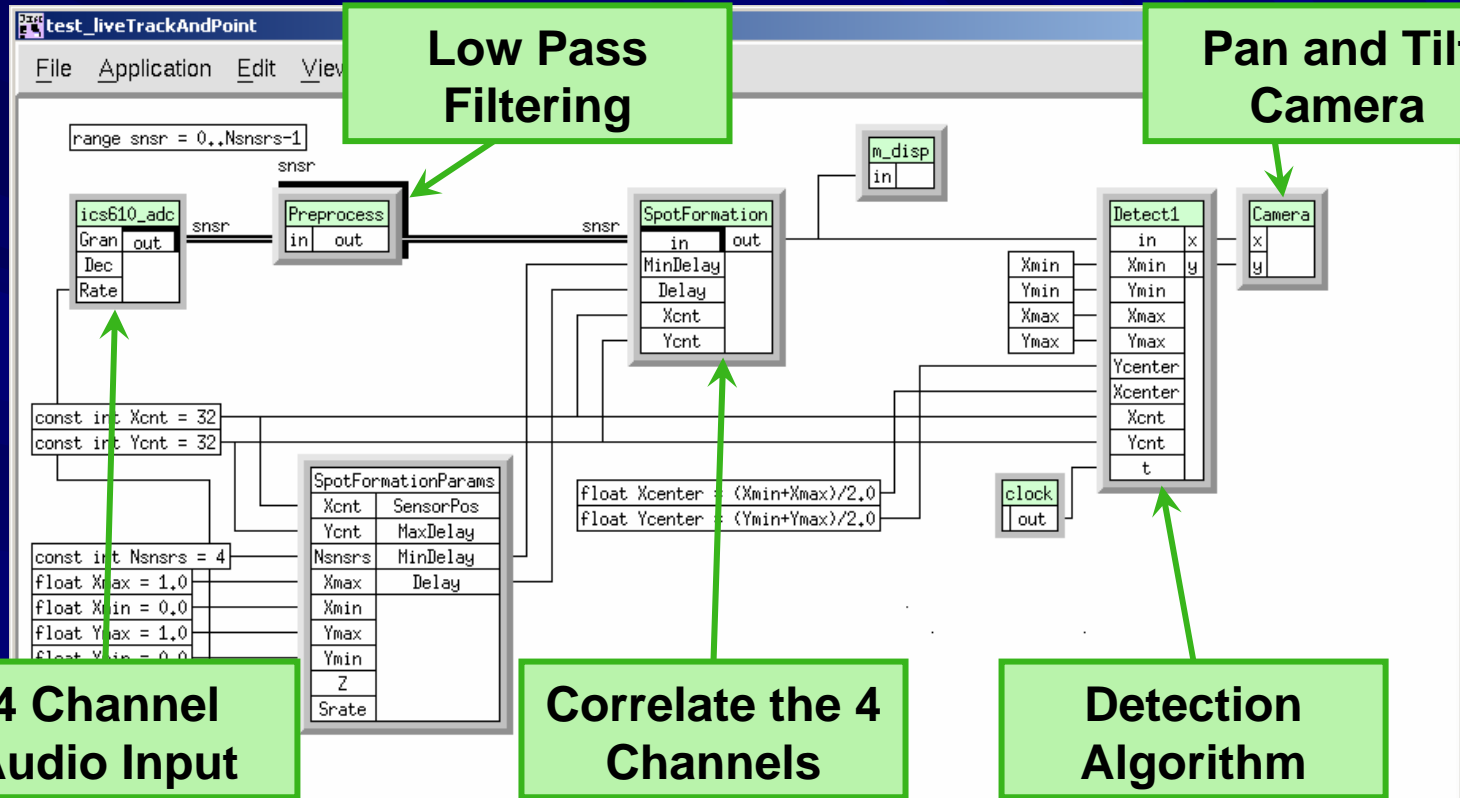 test_liveTrackAndPoint
File Application Edit View
Low Pass
Filtering
Pan and Tilt
Camera
range snsr = 0..Nsnsrs-1
snsr
m_disp
in
ics610_adc
Gran out
Dec
Rate
snsr
Preprocess
in out
snsr
SpotFormation
in out
MinDelay
Delay
Xcnt
Ycnt
Xmin
Ymin
Xmax
Ymax
Detect1
in x
Xmin y
Ymin
Xmax
Ymax
Ycenter
Xcenter
Xcnt
Ycnt
t
Camera
x
y
const int Xcnt = 32
const int Ycnt = 32
SpotFormationParams
Xcnt SensorPos
Ycnt MaxDelay
Nsnsrs MinDelay
Xmax Delay
Xmin
Ymax
Ymin
Z
Srate
float Xcenter = (Xmin+Xmax)/2.0
float Ycenter = (Ymin+Ymax)/2.0
clock
out
const int Nsnsrs = 4
float Xmax = 1.0
float Xmin = 0.0
float Ymax = 1.0
float Ymin = 0.0
4 Channel
Audio Input
Correlate the 4
Channels
Detection
Algorithm